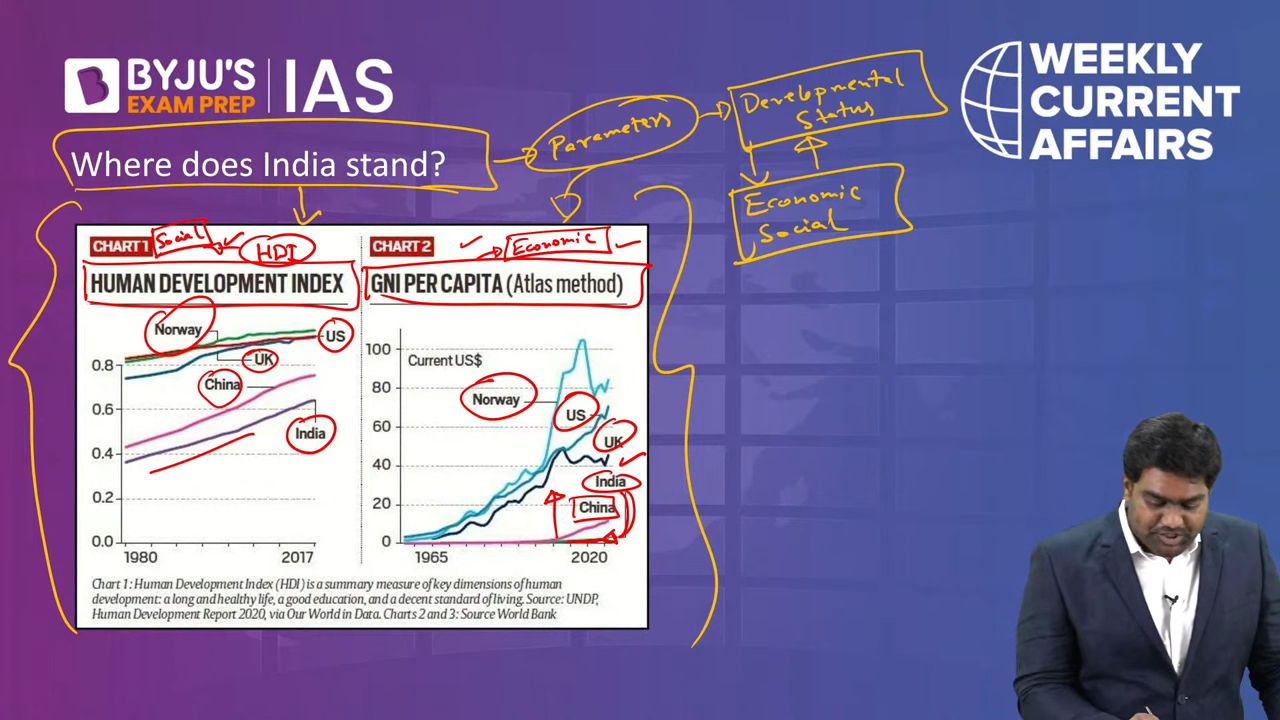 BYJU'S
EXAM PREP
IAS
WEEKLY
CURRENT
AFFAIRS
Where does India stand?
Parameters
Developmental
Status
Economic
Social
CHART 1
Social
HDI
HUMAN DEVELOPMENT INDEX
Norway
US
UK
China
India
0.8
0.6
0.4
0.2
0.0
1980
2017
CHART 2
Economic
GNI PER CAPITA (Atlas method)
Current US$
Norway
US
UK
India
China
100
80
60
40
20
0
1965
2020
Chart 1: Human Development Index (HDI) is a summary measure of key dimensions of human
development: a long and healthy life, a good education, and a decent standard of living. Source: UNDP,
Human Development Report 2020, via Our World in Data. Charts 2 and 3: Source World Bank